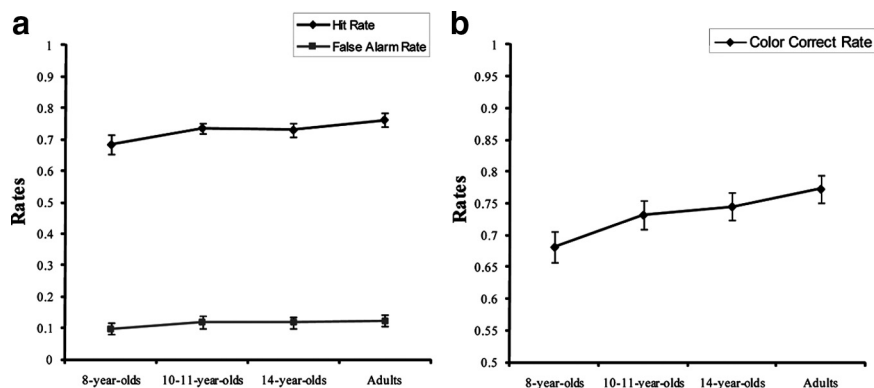 a
Hit Rate
False Alarm Rate
1
0.9
0.8
0.7
0.6
0.5
0.4
0.3
0.2
0.1
0
Rates
8-year-olds 10-11-year-olds 14-year-olds Adults
b
Color Correct Rate
1
0.95
0.9
0.85
0.8
0.75
0.7
0.65
0.6
0.55
0.5
Rates
8-year-olds 10-11-year-olds 14-year-olds Adults